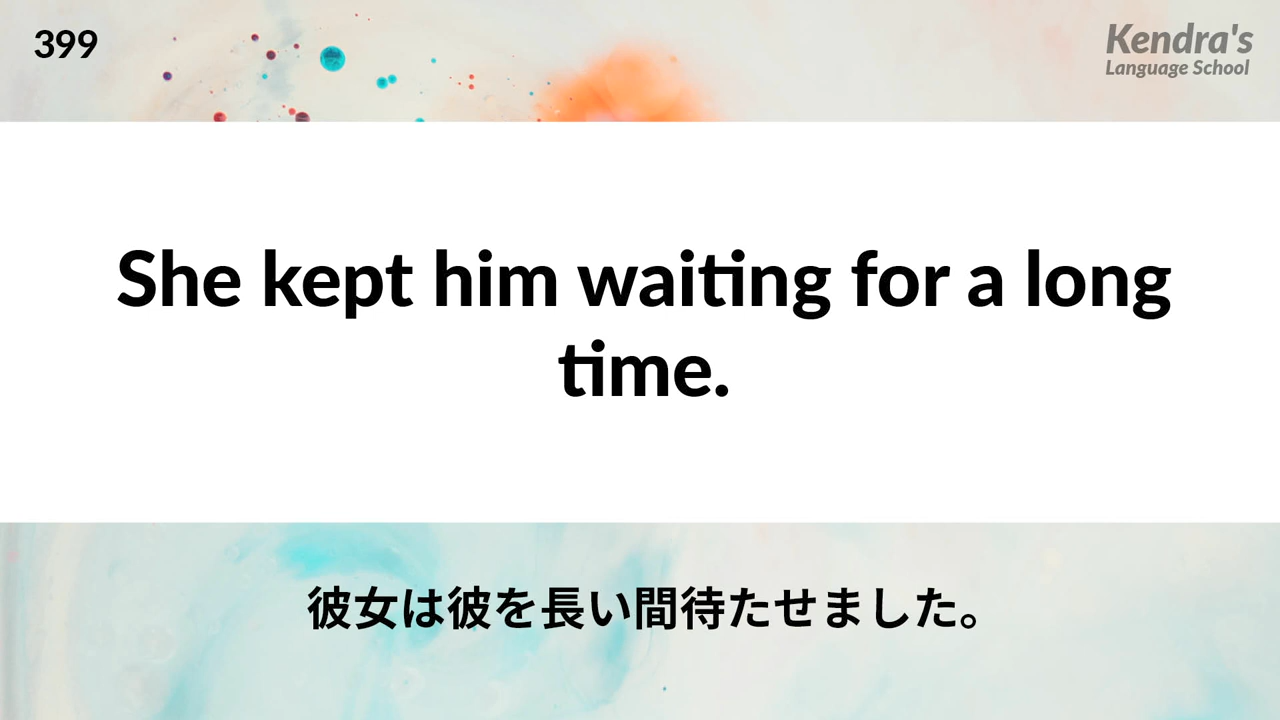 399
Kendra's
Language School
She kept him waiting for a long
time.
彼女は彼を長い間待たせました。